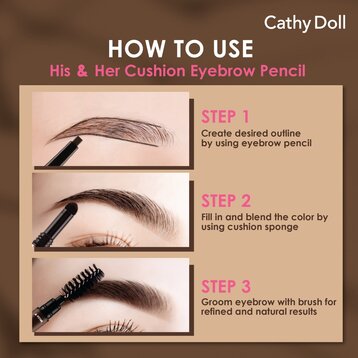 Cathy Doll
HOW TO USE
His & Her Cushion Eyebrow Pencil
STEP 1
Create desired outline
by using eyebrow pencil
STEP 2
Fill in and blend the color by
using cushion sponge
STEP 3
Groom eyebrow with brush for
refined and natural results